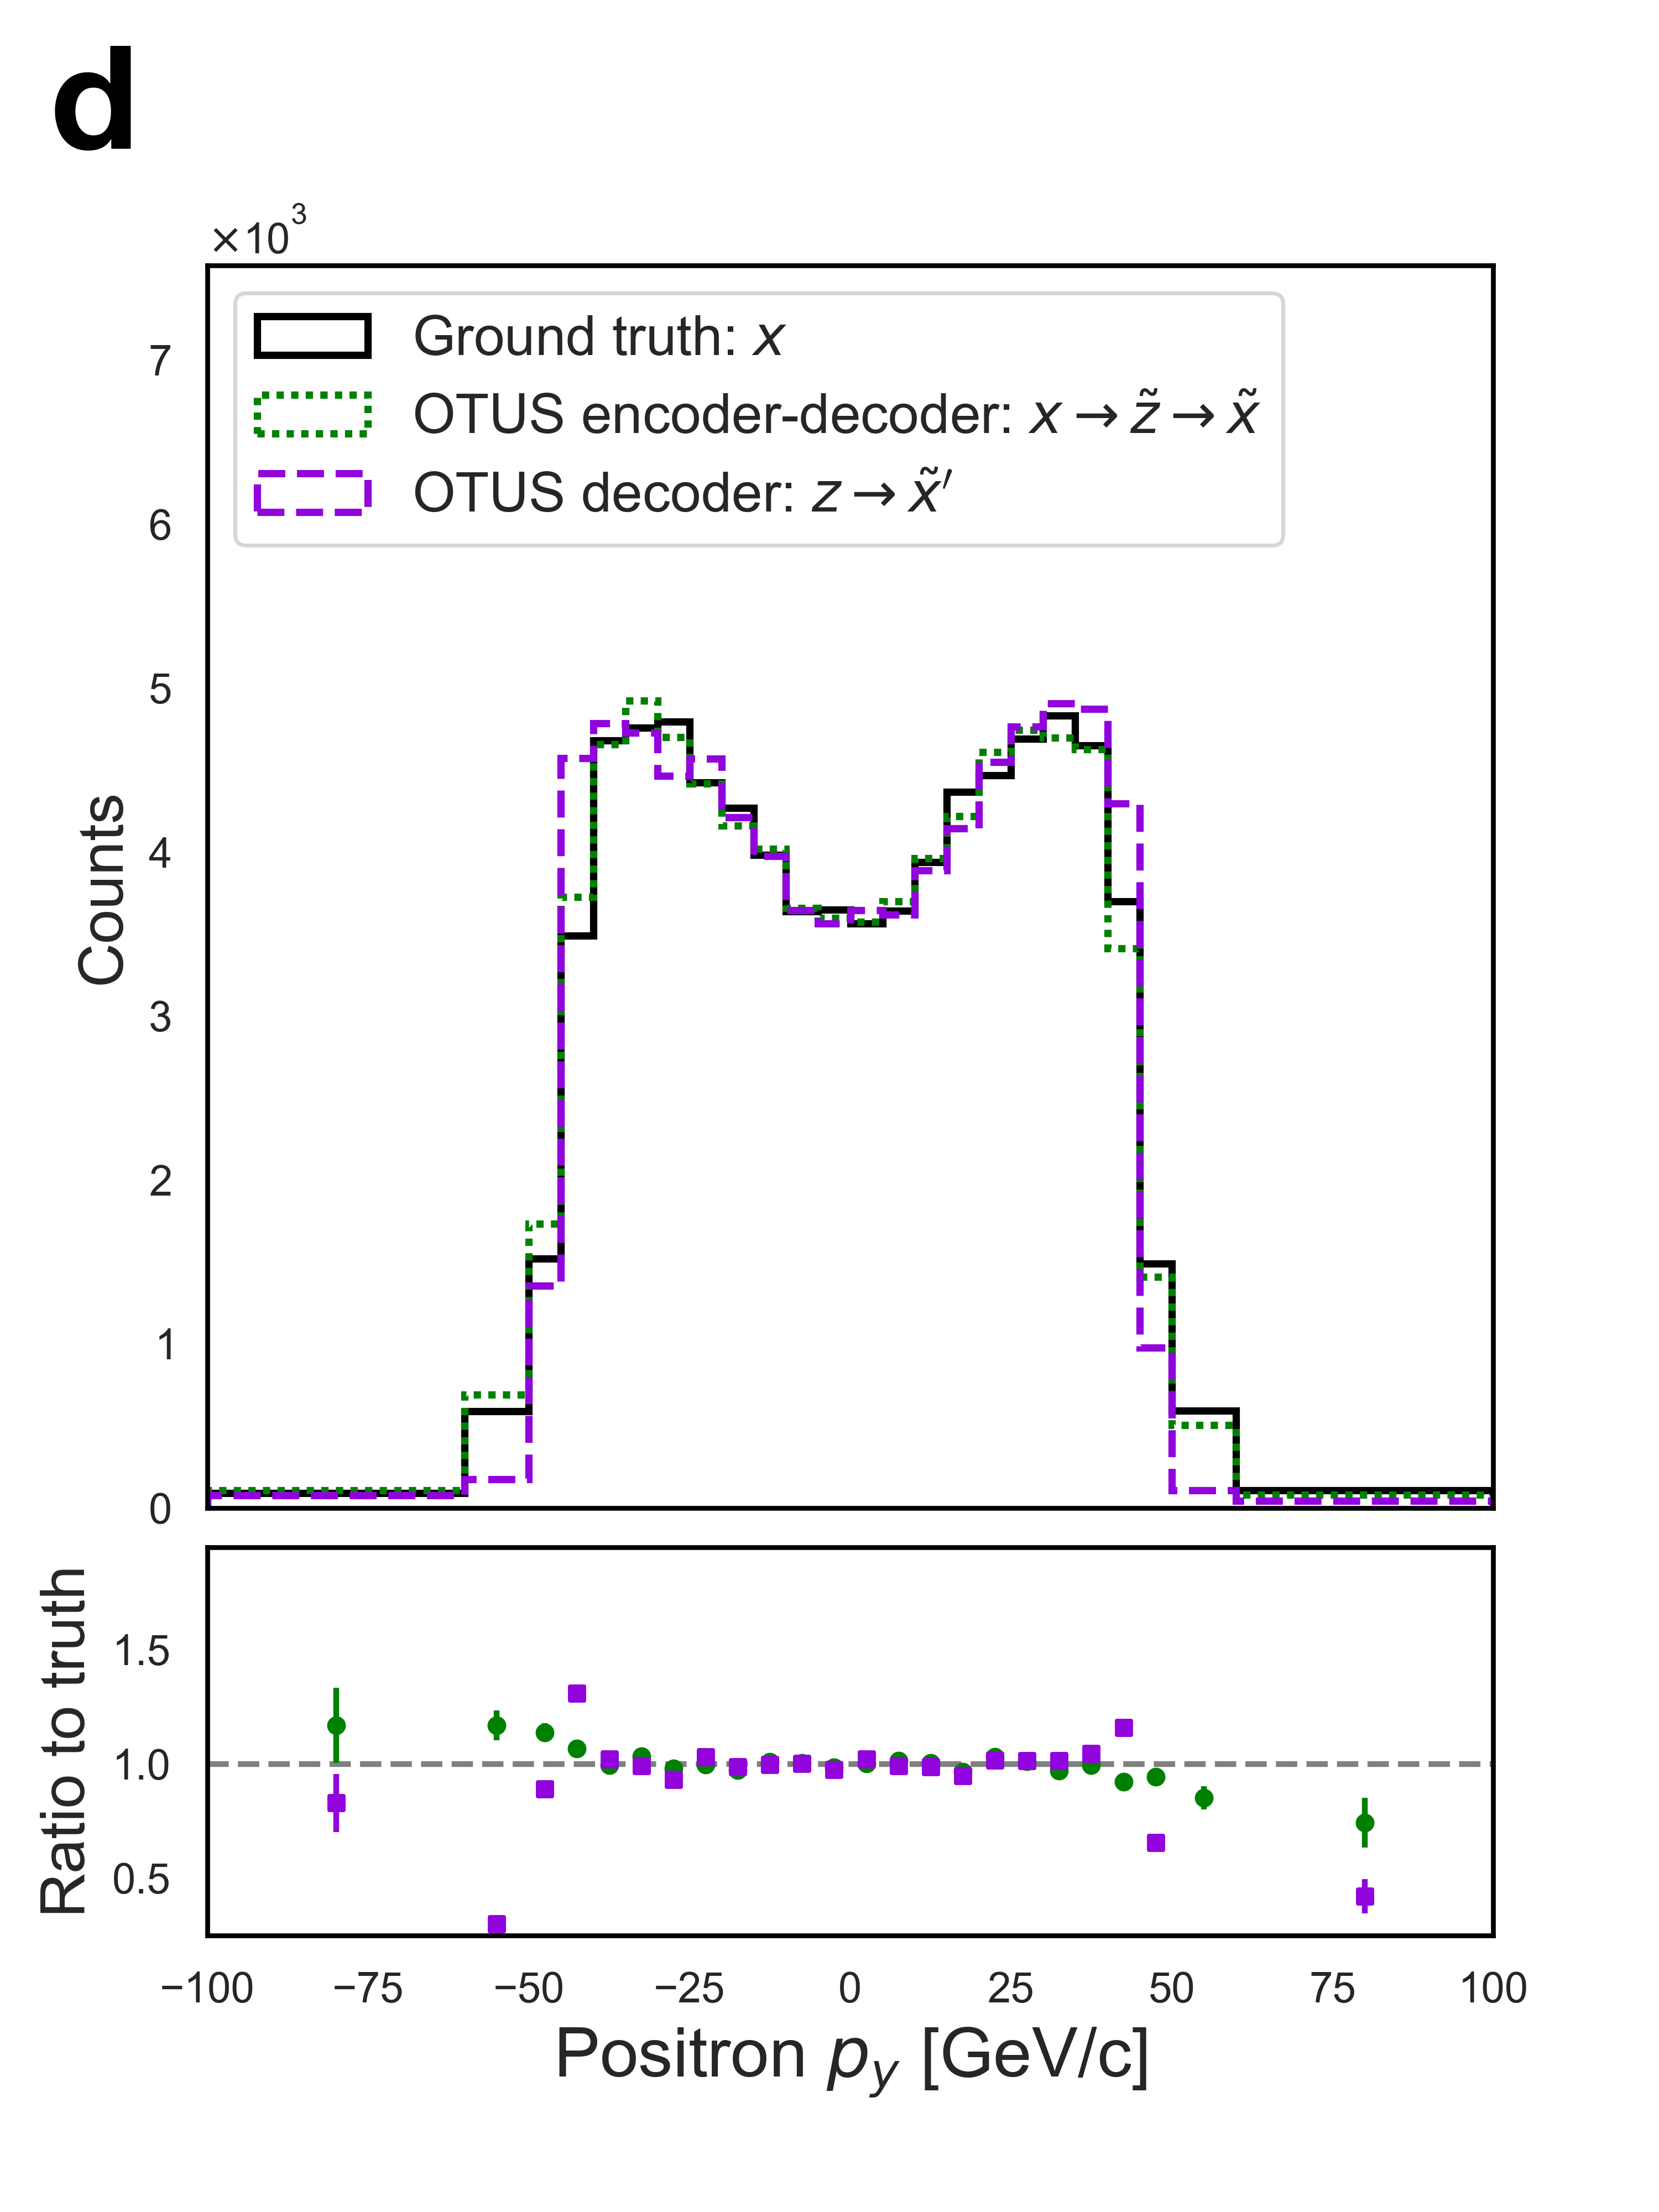 d
×10³
7
6
5
4
3
2
1
0
Counts
Ground truth: x
OTUS encoder-decoder: x → z̃ → x̃
OTUS decoder: z → x̃′
Ratio to truth
1.5
1.0
0.5
−100 −75 −50 −25 0 25 50 75 100
Positron p_y [GeV/c]